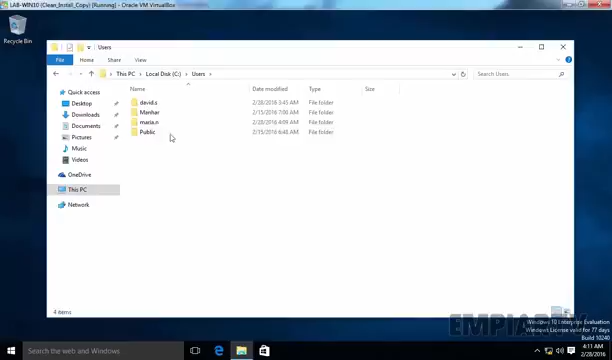 LAB-WIN10 (Clean_Install_Copy) [Running] - Oracle VM VirtualBox
Recycle Bin
Users
File Home Share View
This PC Local Disk (C:) Users
Search Users
Name Date modified Type Size
Quick access
Desktop
Downloads
Documents
Pictures
Music
Videos
OneDrive
This PC
Network
david.s 2/28/2016 3:45 AM File folder
Manhar 2/15/2016 7:00 AM File folder
maria.n 2/28/2016 4:09 AM File folder
Public 2/15/2016 6:48 AM File folder
4 items
Windows 10 Enterprise Evaluation
Windows License valid for 77 days
Build 10240
Search the web and Windows
4:11 AM
2/28/2016